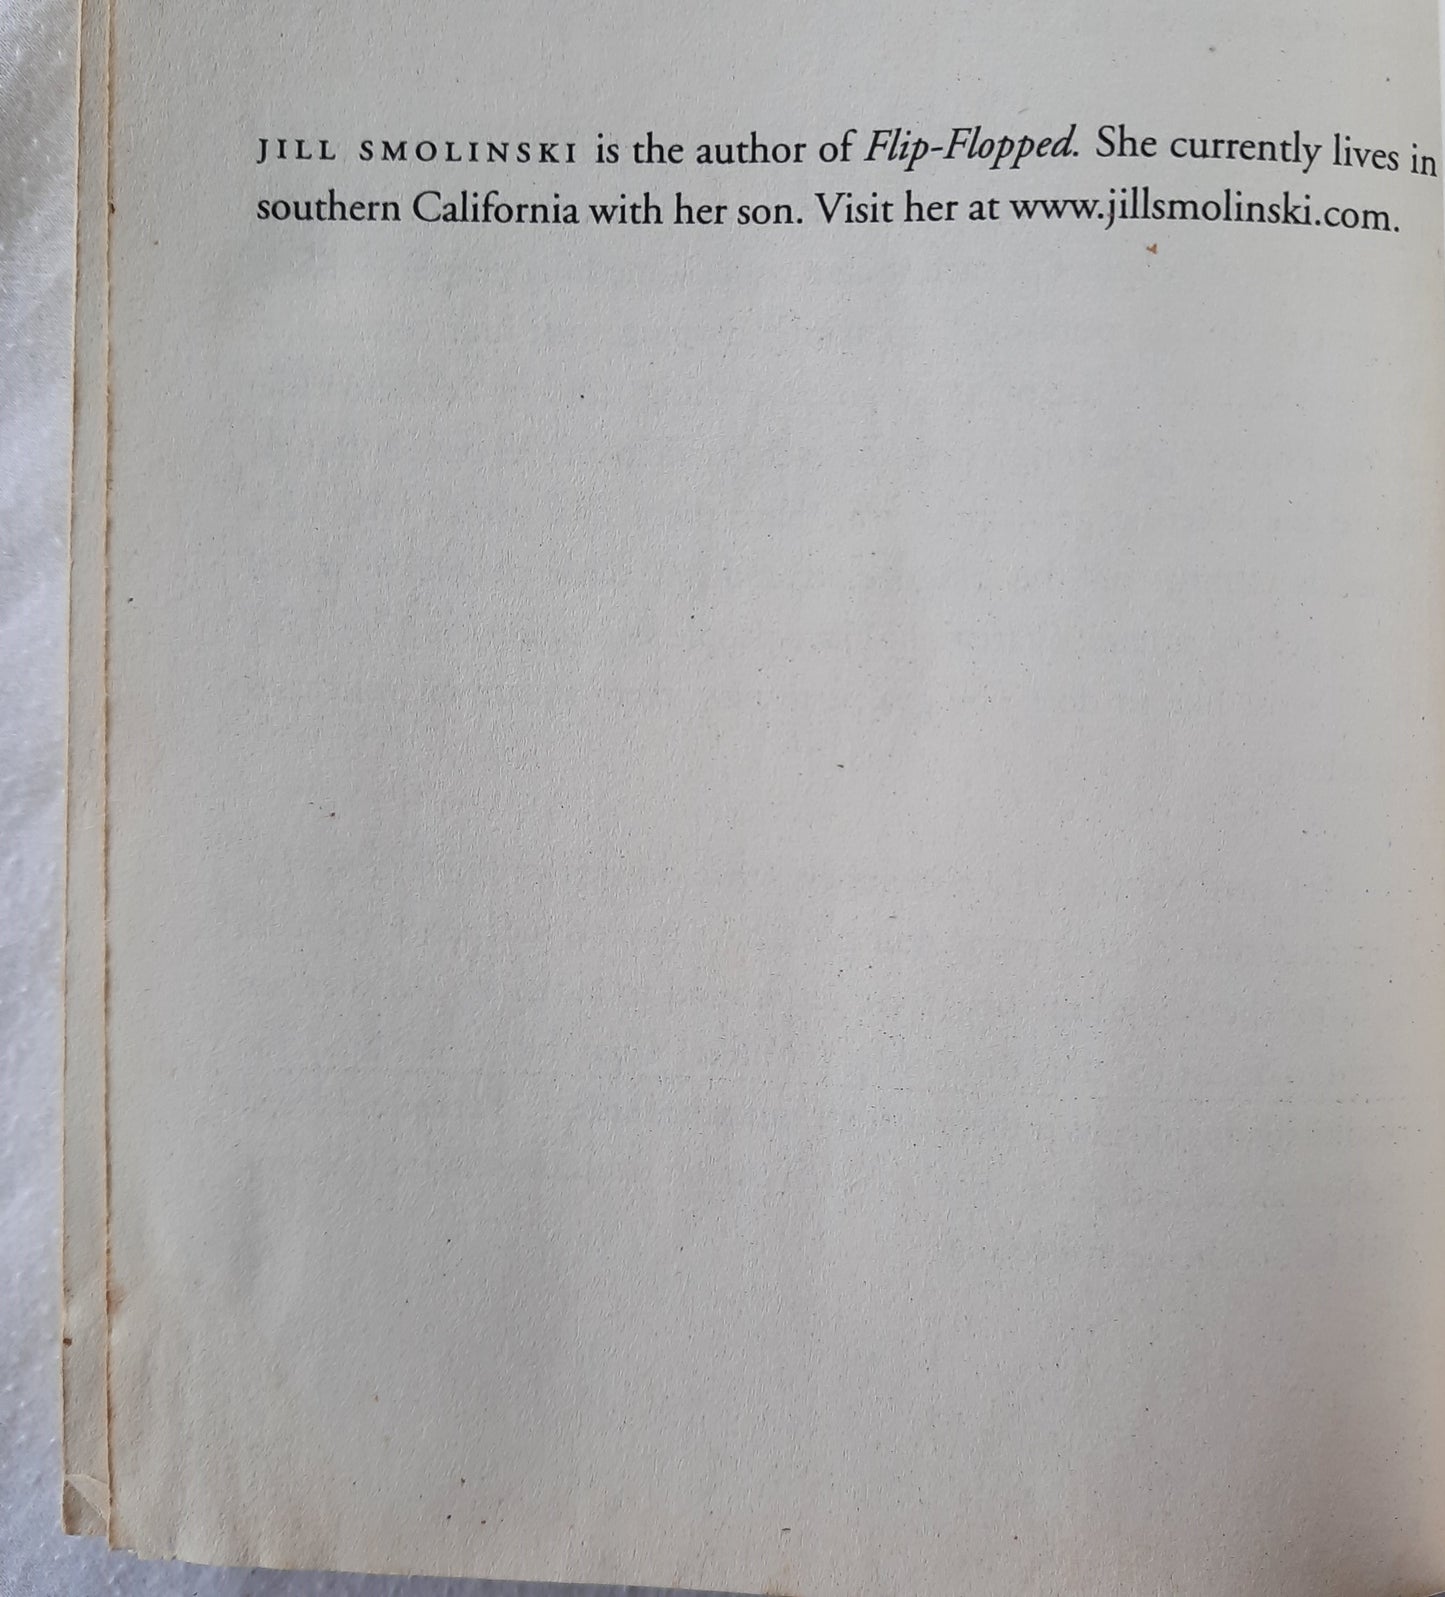 JILL SMOLINSKI is the author of Flip-Flopped. She currently lives in
southern California with her son. Visit her at www.jillsmolinski.com.